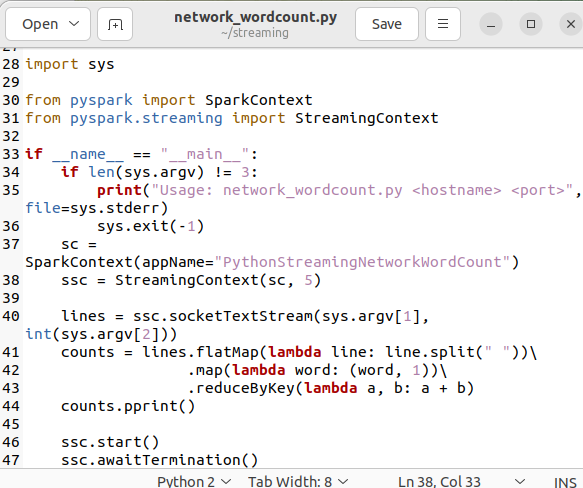 Open
network_wordcount.py
~/streaming
Save
27
28 import sys
29
30 from pyspark import SparkContext
31 from pyspark.streaming import StreamingContext
32
33 if __name__ == "__main__":
34     if len(sys.argv) != 3:
35         print("Usage: network_wordcount.py <hostname> <port>",
file=sys.stderr)
36         sys.exit(-1)
37     sc =
SparkContext(appName="PythonStreamingNetworkWordCount")
38     ssc = StreamingContext(sc, 5)
39
40     lines = ssc.socketTextStream(sys.argv[1],
int(sys.argv[2]))
41     counts = lines.flatMap(lambda line: line.split(" "))\
42                   .map(lambda word: (word, 1))\
43                   .reduceByKey(lambda a, b: a + b)
44     counts.pprint()
45
46     ssc.start()
47     ssc.awaitTermination()
Python 2 Tab Width: 8 Ln 38, Col 33 INS